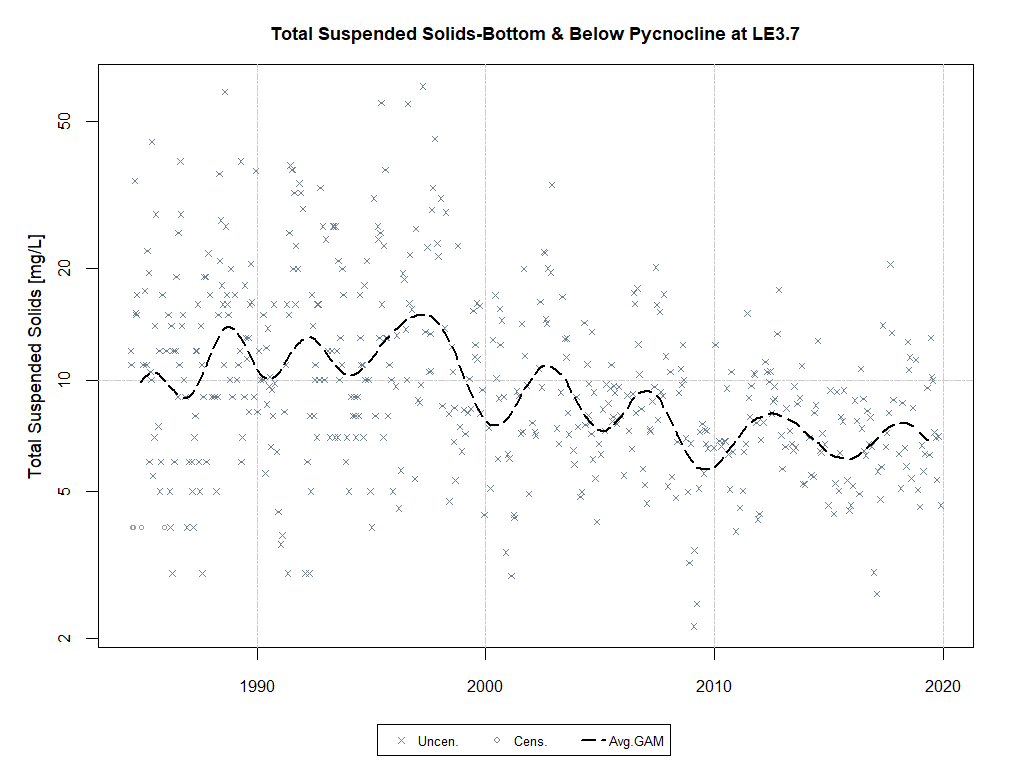 Total Suspended Solids-Bottom & Below Pycnocline at LE3.7
Total Suspended Solids [mg/L]
50
20
10
5
2
1990 2000 2010 2020
Uncen. Cens. Avg.GAM